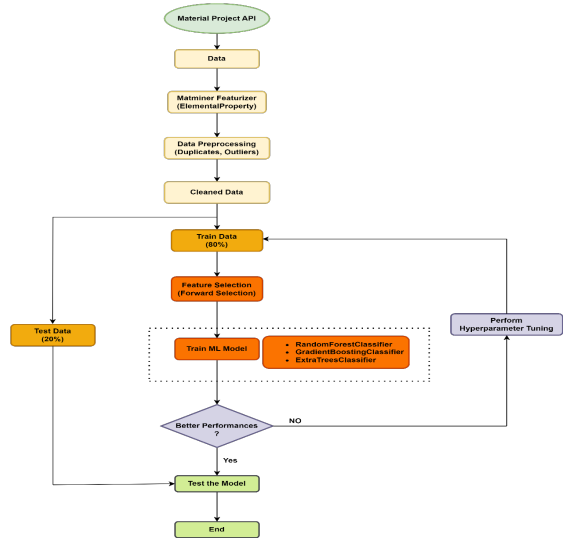 Material Project API
Data
Matminer Featurizer
(ElementalProperty)
Data Preprocessing
(Duplicates, Outliers)
Cleaned Data
Train Data
(80%)
Feature Selection
(Forward Selection)
Test Data
(20%)
Perform
Hyperparameter Tuning
Train ML Model
• RandomForestClassifier
• GradientBoostingClassifier
• ExtraTreesClassifier
Better Performances
?
NO
Yes
Test the Model
End